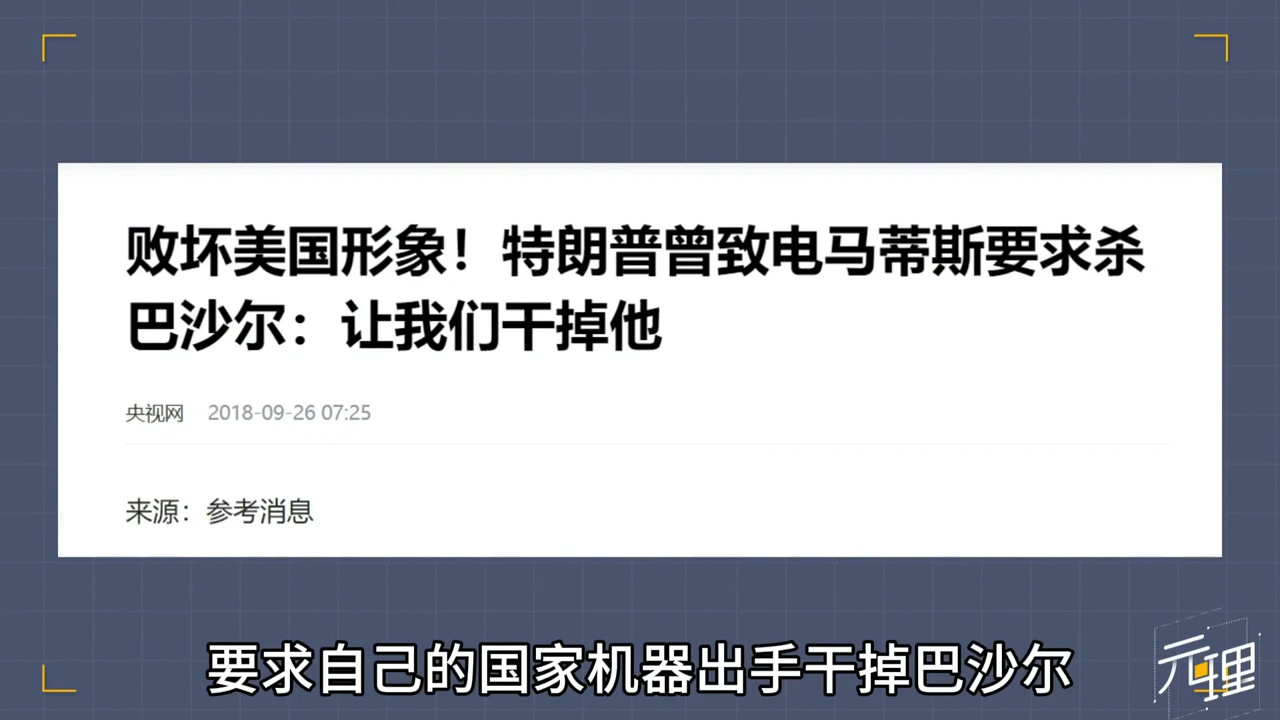 败坏美国形象！特朗普曾致电马蒂斯要求杀
巴沙尔：让我们干掉他
央视网 2018-09-26 07:25
来源：参考消息
要求自己的国家机器出手干掉巴沙尔
元理